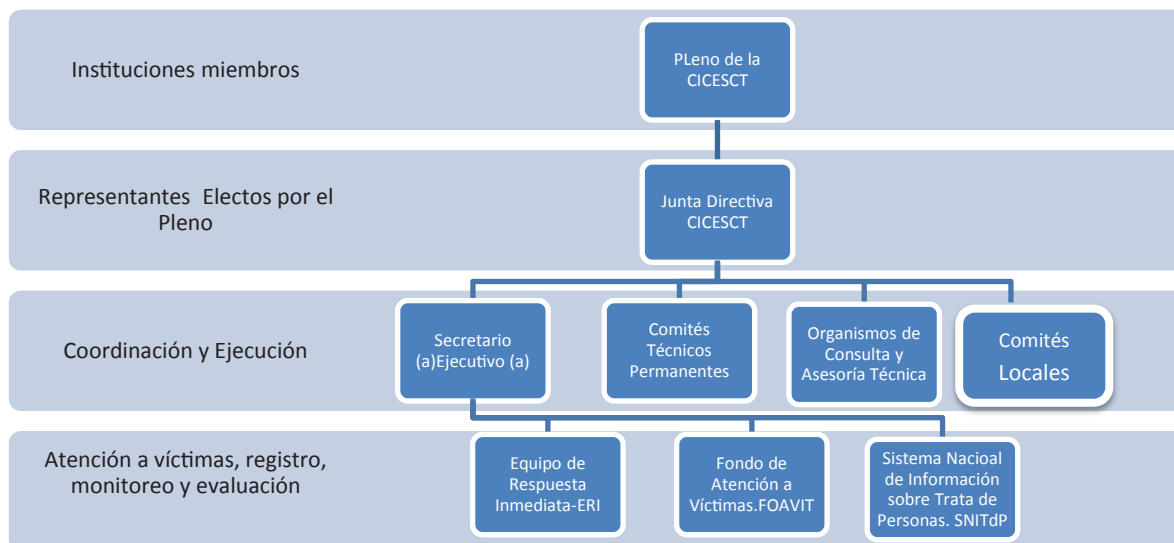 Instituciones miembros
PLeno de la
CICESCT
Representantes Electos por el
Pleno
Junta Directiva
CICESCT
Coordinación y Ejecución
Secretario
(a)Ejecutivo (a)
Comités
Técnicos
Permanentes
Organismos de
Consulta y
Asesoría Técnica
Comités
Locales
Atención a víctimas, registro,
monitoreo y evaluación
Equipo de
Respuesta
Inmediata-ERI
Fondo de
Atención a
Víctimas.FOAVIT
Sistema Nacioal
de Información
sobre Trata de
Personas. SNITdP